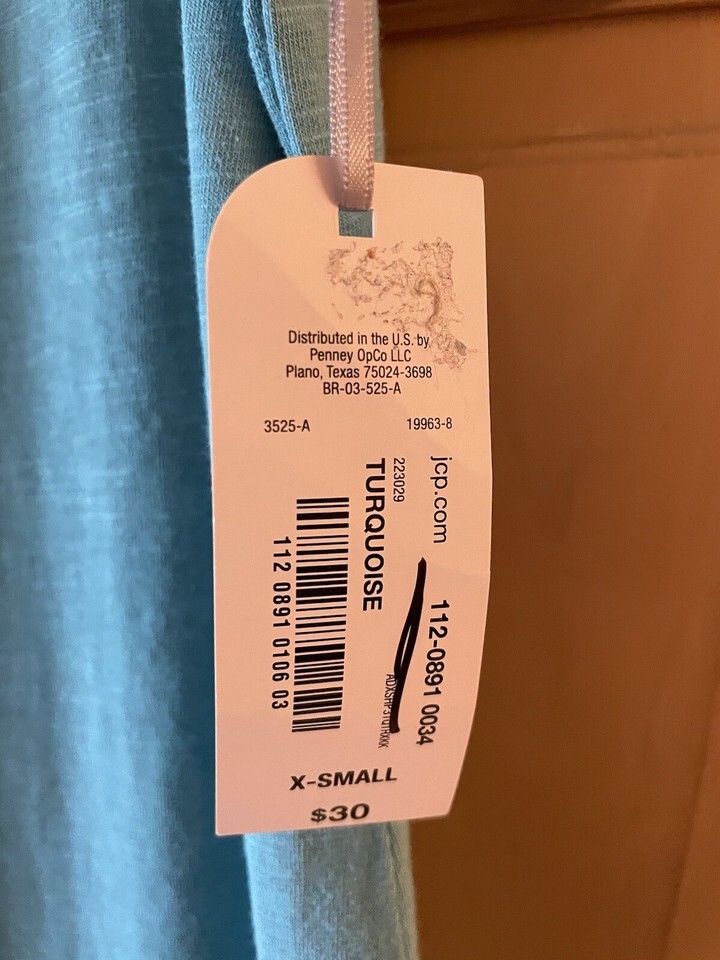 Distributed in the U.S. by
Penney OpCo LLC
Plano, Texas 75024-3698
BR-03-525-A
3525-A 19963-8
jcp.com 112-0891 0034
223029
TURQUOISE
112 0891 0106 03
X-SMALL
$30